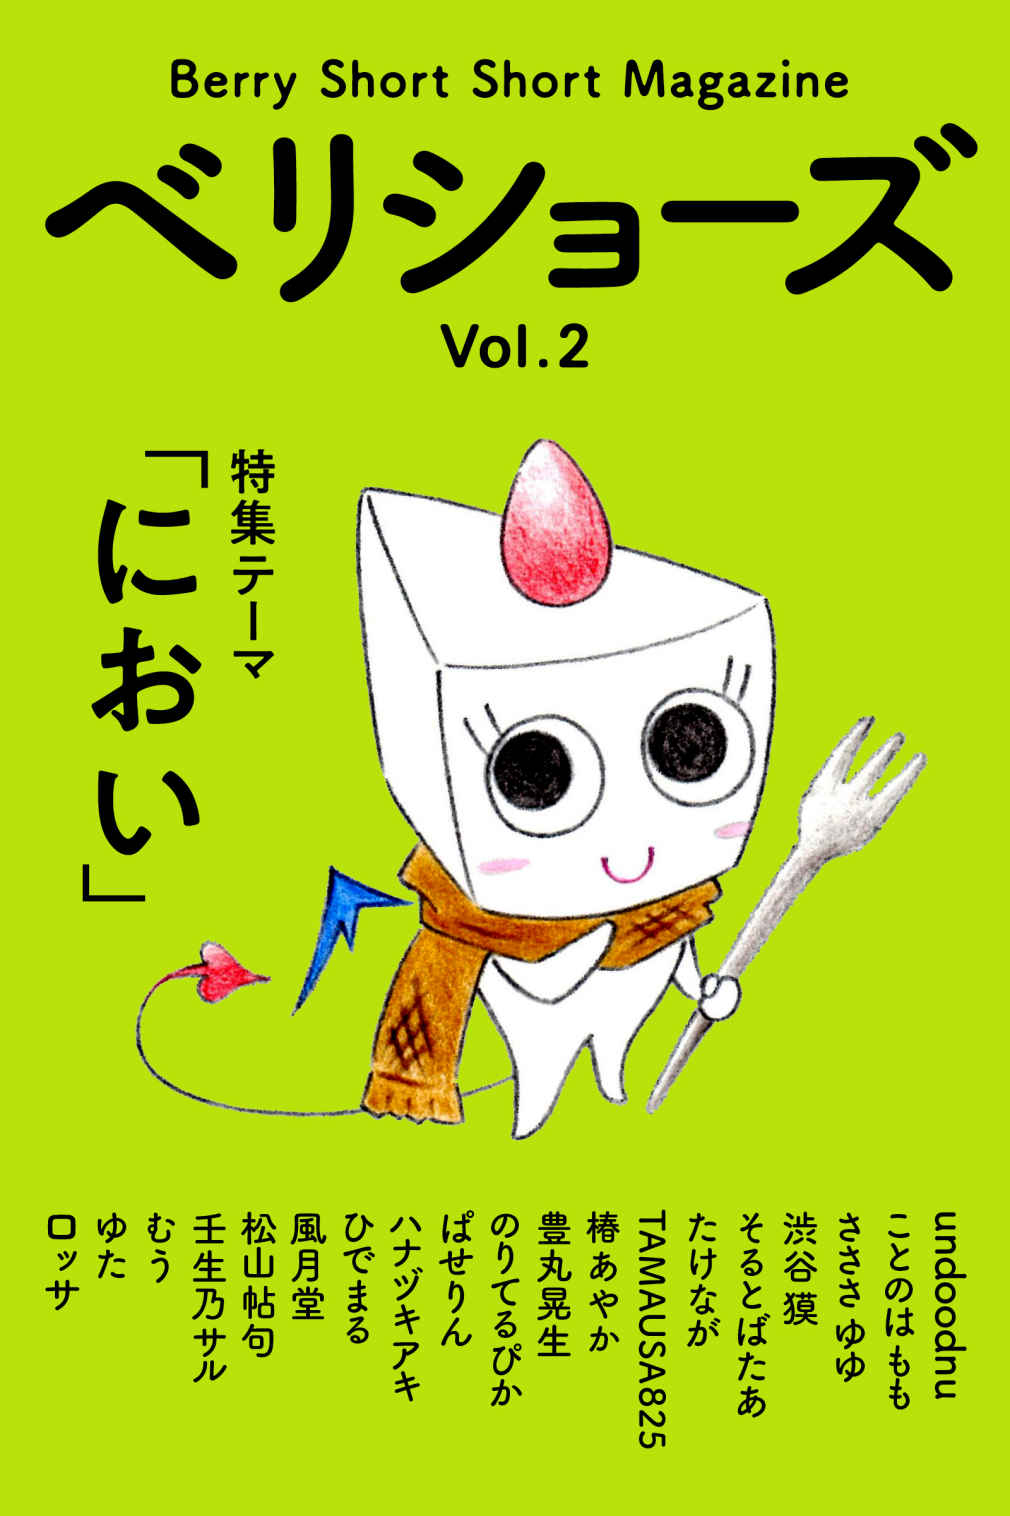 Berry Short Short Magazine
ベリショーズ
Vol.2
特集テーマ
「におい」
undoodnu
ことのは もも
ささき ゆゆ
渋谷 獏
そるとばたあ
たけなが
TAMAUSA825
椿あやか
豊丸晃生
のりてるぴか
ぱせりん
ハナヅキアキ
ひでまる
風月堂
松山帖句
壬生乃サル
むう
ゆた
ロッサ